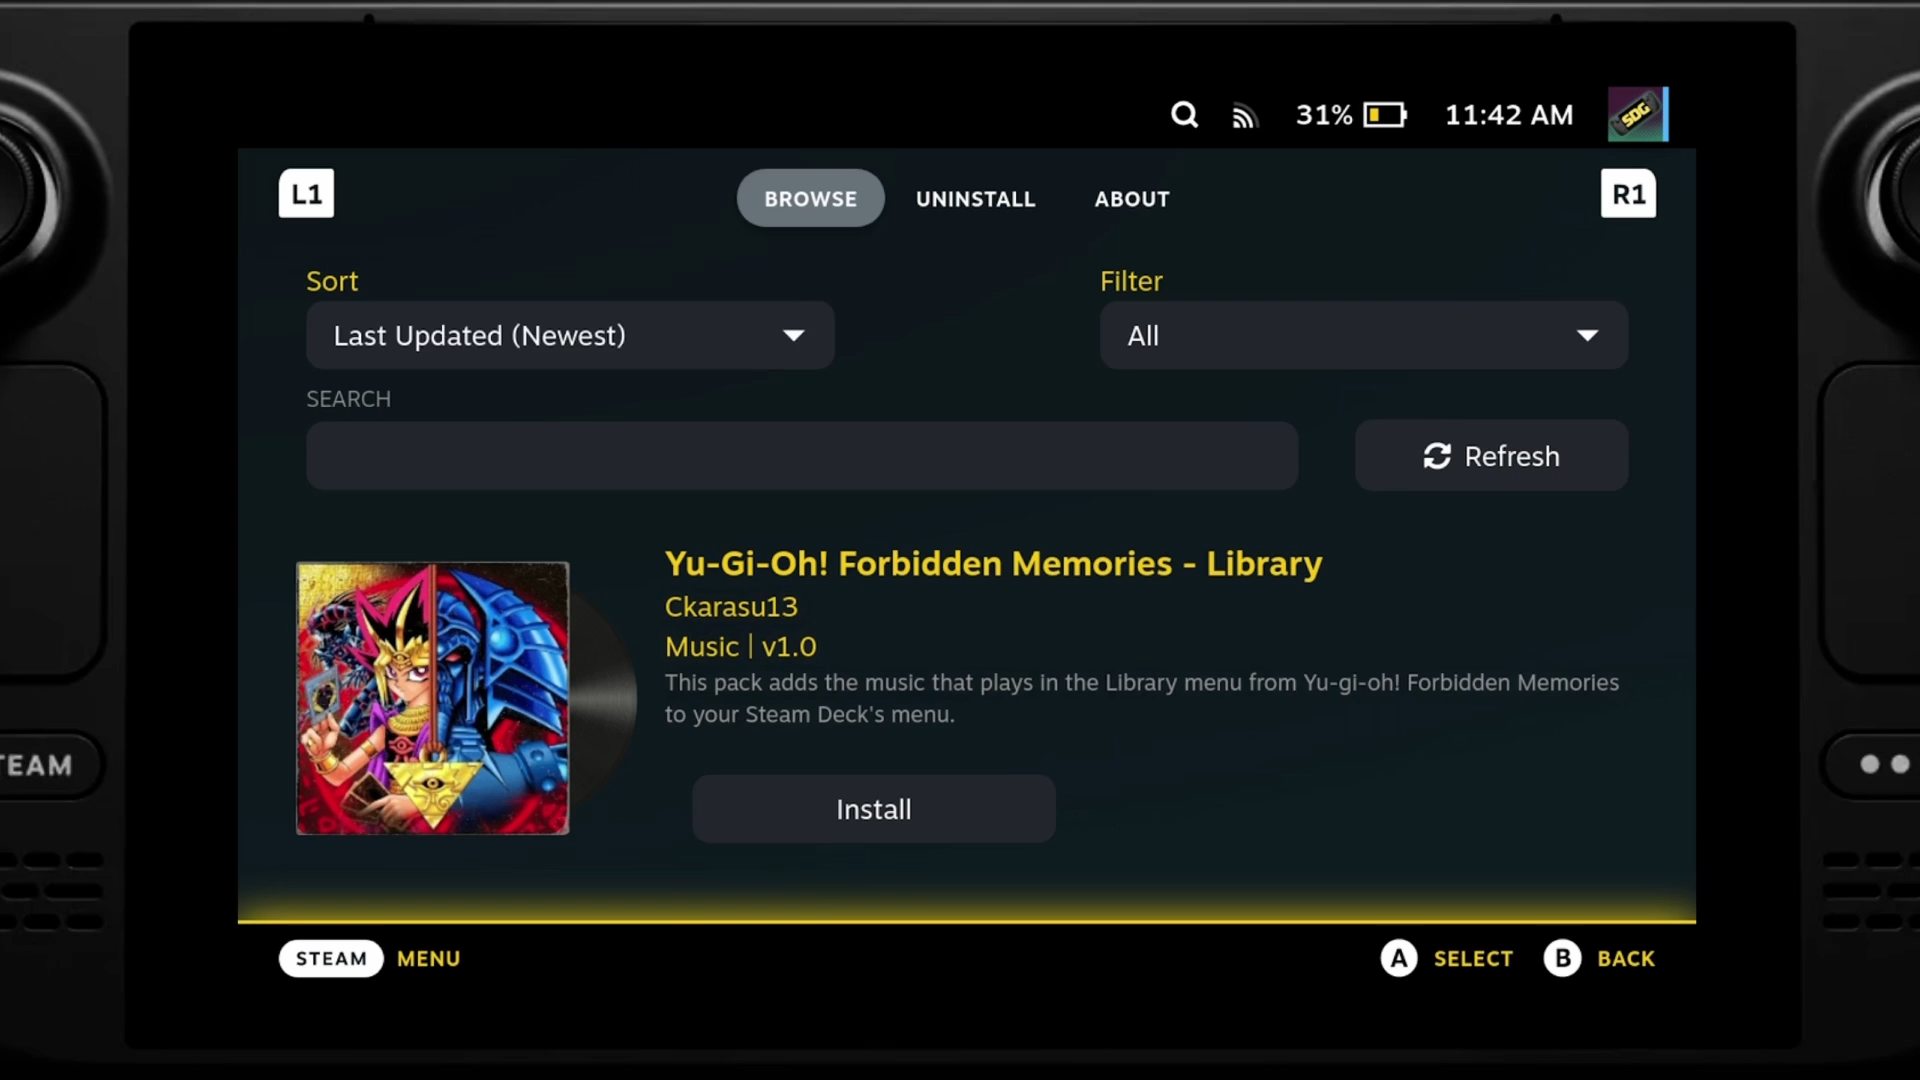 31% 11:42 AM SDG
L1 BROWSE UNINSTALL ABOUT R1
Sort Filter
Last Updated (Newest) All
SEARCH
Refresh
Yu-Gi-Oh! Forbidden Memories - Library
Ckarasu13
Music | v1.0
This pack adds the music that plays in the Library menu from Yu-gi-oh! Forbidden Memories
to your Steam Deck's menu.
TEAM
Install
STEAM MENU A SELECT B BACK